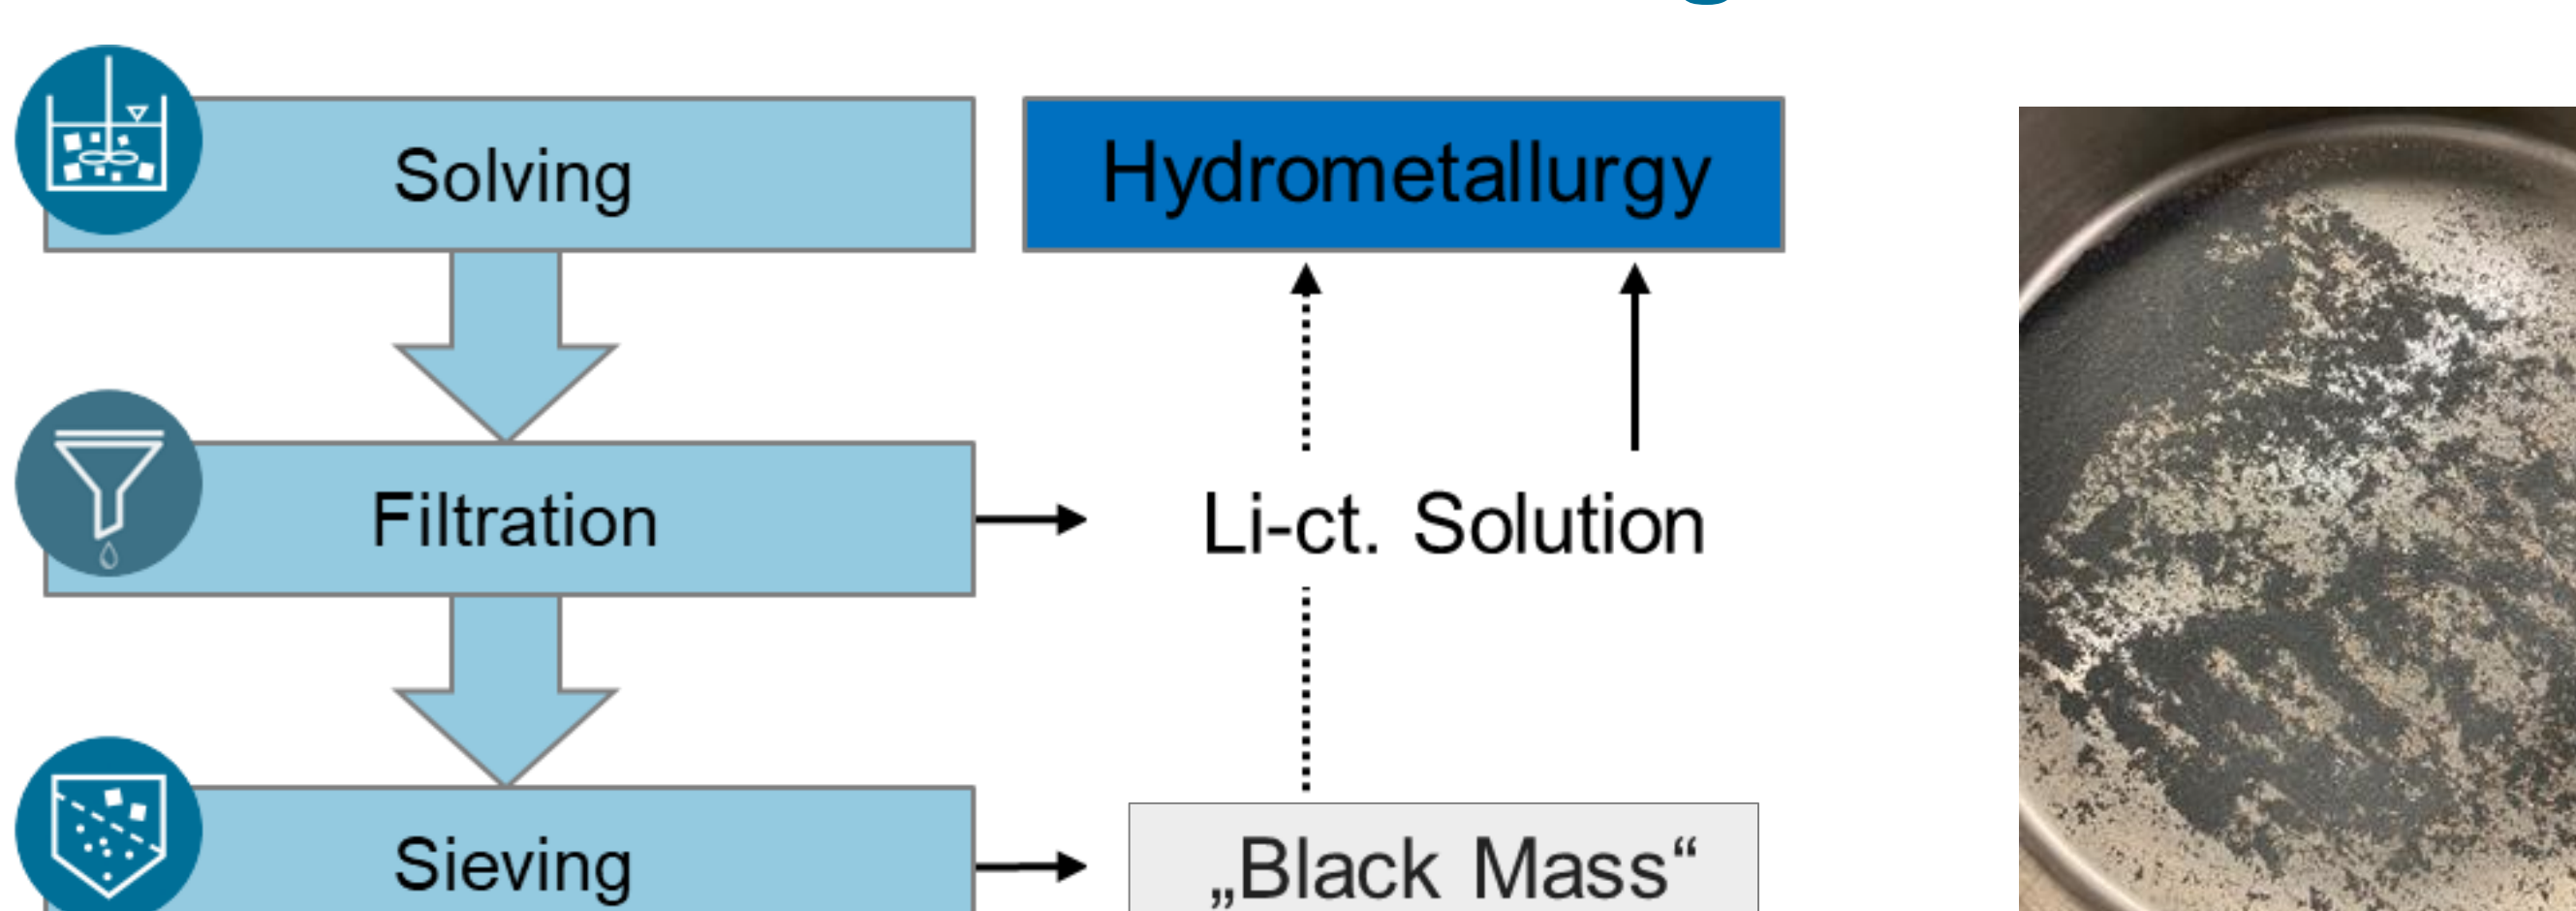 Solving
Hydrometallurgy
Filtration
Li-ct. Solution
Sieving
„Black Mass“